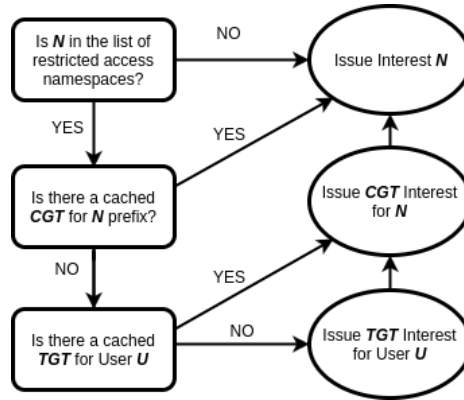 Is N in the list of
restricted access
namespaces?
NO
Issue Interest N
YES
YES
Is there a cached
CGT for N prefix?
Issue CGT Interest
for N
NO
YES
Is there a cached
TGT for User U
NO
Issue TGT Interest
for User U